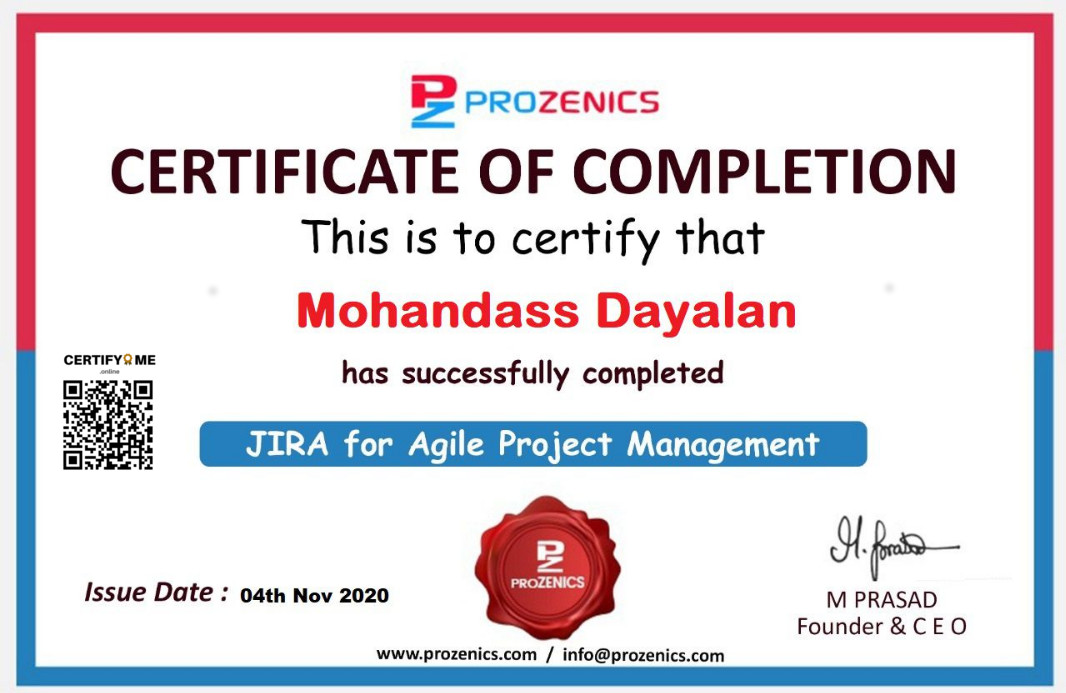 PROZENICS
CERTIFICATE OF COMPLETION
This is to certify that
Mohandass Dayalan
has successfully completed
CERTIFY ME
.online
JIRA for Agile Project Management
PZ
PROZENICS
M. Prasad
Issue Date : 04th Nov 2020
M PRASAD
Founder & C E O
www.prozenics.com / info@prozenics.com